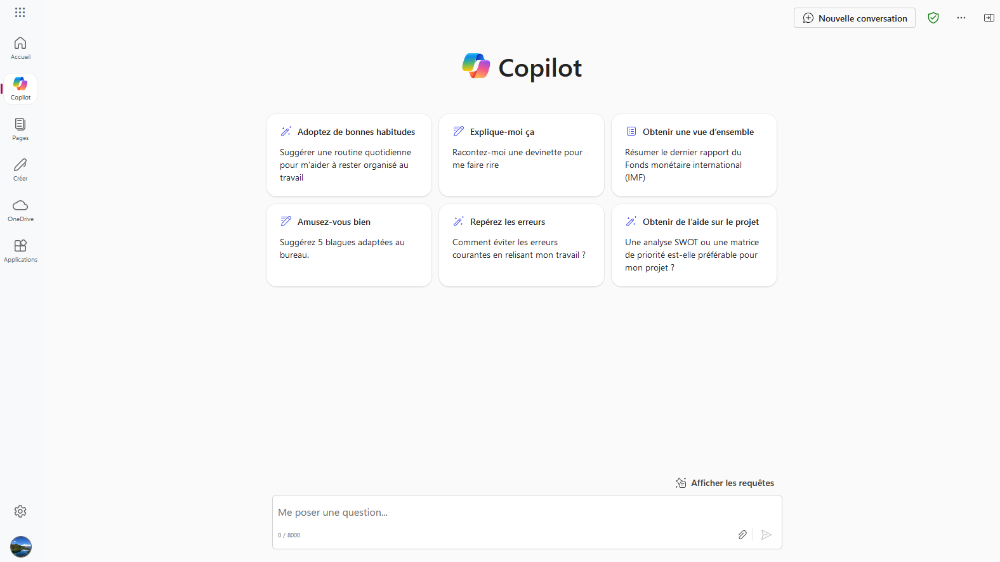 Nouvelle conversation
Accueil
Copilot
Pages
Créer
OneDrive
Applications
Copilot
Adoptez de bonnes habitudes
Suggérer une routine quotidienne
pour m’aider à rester organisé au
travail
Explique-moi ça
Racontez-moi une devinette pour
me faire rire
Obtenir une vue d’ensemble
Résumer le dernier rapport du
Fonds monétaire international
(IMF)
Amusez-vous bien
Suggérez 5 blagues adaptées au
bureau.
Repérez les erreurs
Comment éviter les erreurs
courantes en relisant mon travail ?
Obtenir de l’aide sur le projet
Une analyse SWOT ou une matrice
de priorité est-elle préférable pour
mon projet ?
Afficher les requêtes
Me poser une question...
0 / 8000